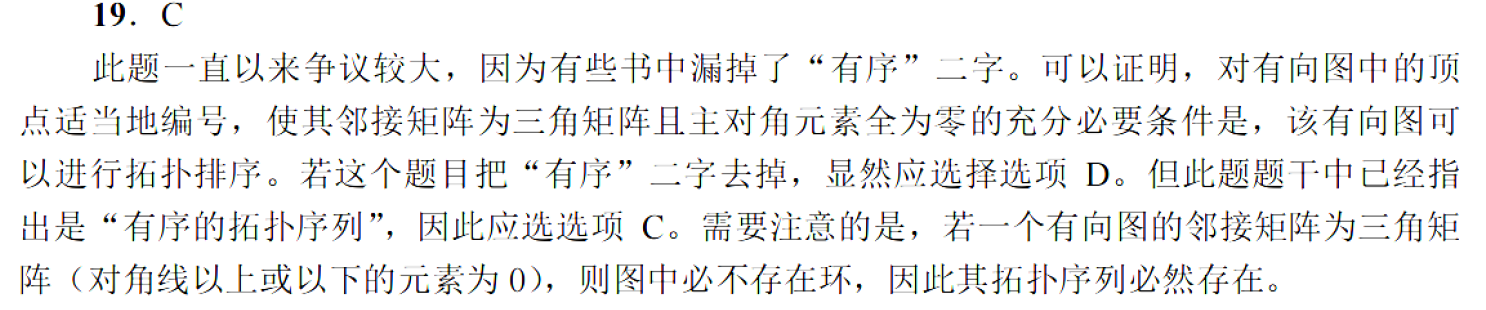 19．C
此题一直以来争议较大，因为有些书中漏掉了“有序”二字。可以证明，对有向图中的顶
点适当地编号，使其邻接矩阵为三角矩阵且主对角元素全为零的充分必要条件是，该有向图可
以进行拓扑排序。若这个题目把“有序”二字去掉，显然应选择选项 D。但此题题干中已经指
出是“有序的拓扑序列”，因此应选选项 C。需要注意的是，若一个有向图的邻接矩阵为三角矩
阵（对角线以上或以下的元素为 0），则图中必不存在环，因此其拓扑序列必然存在。